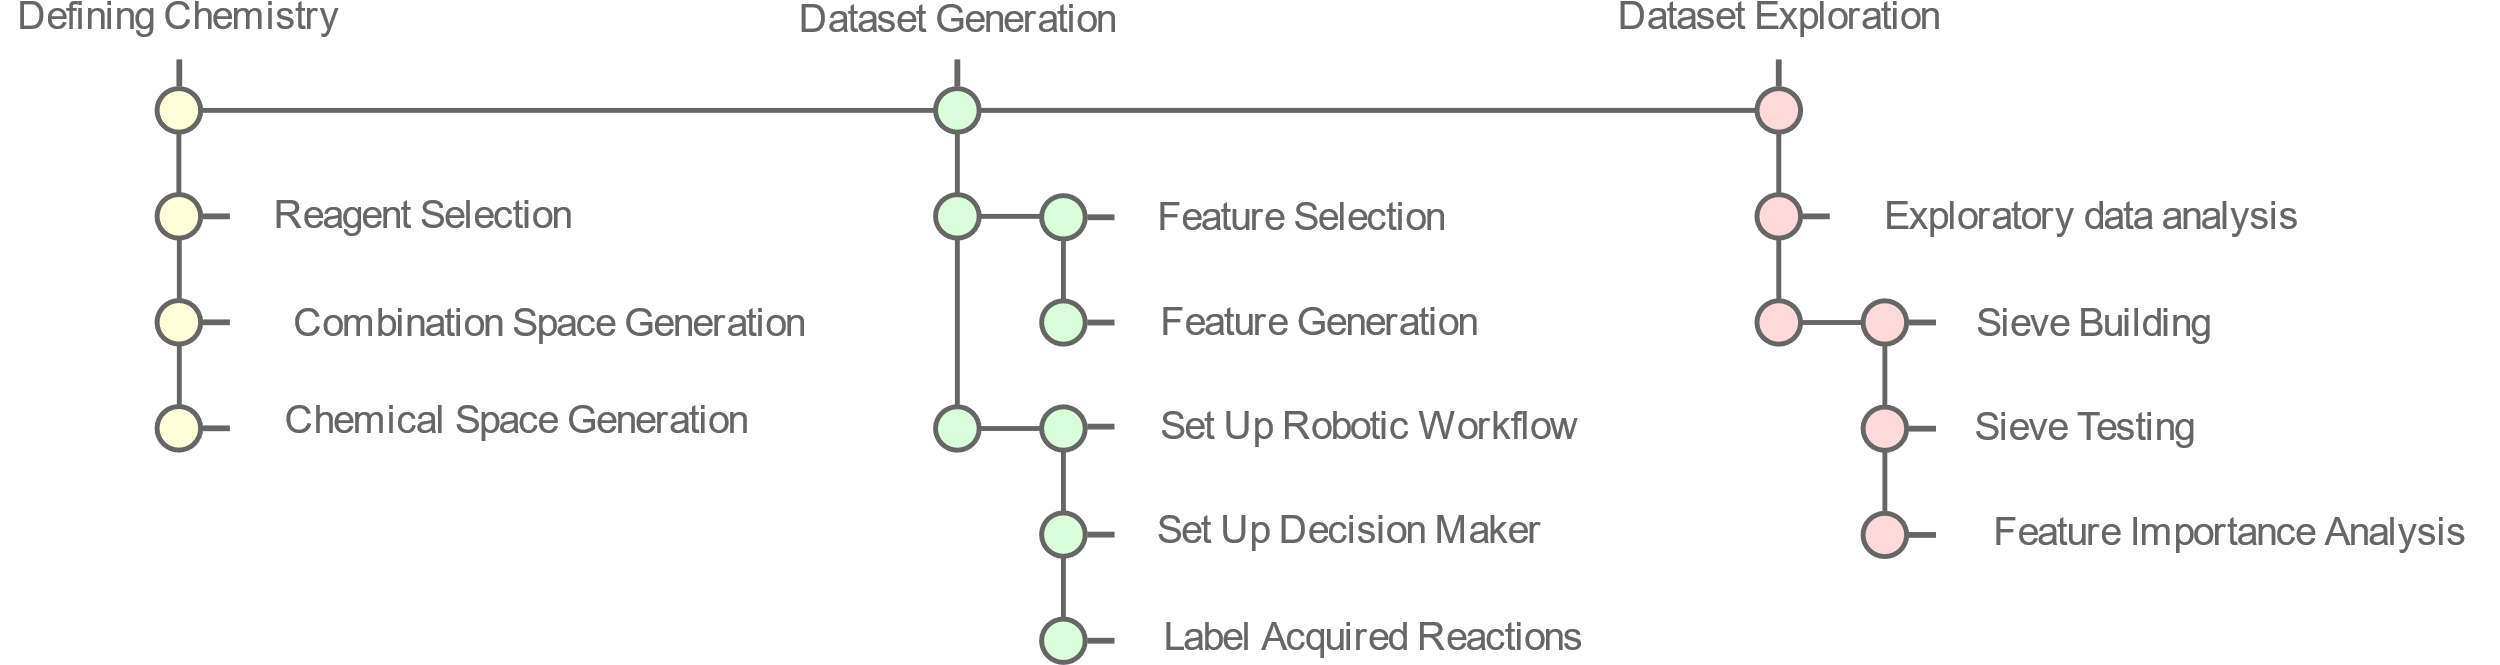 Defining Chemistry
Dataset Generation
Dataset Exploration
Reagent Selection
Combination Space Generation
Chemical Space Generation
Feature Selection
Feature Generation
Set Up Robotic Workflow
Set Up Decision Maker
Label Acquired Reactions
Exploratory data analysis
Sieve Building
Sieve Testing
Feature Importance Analysis